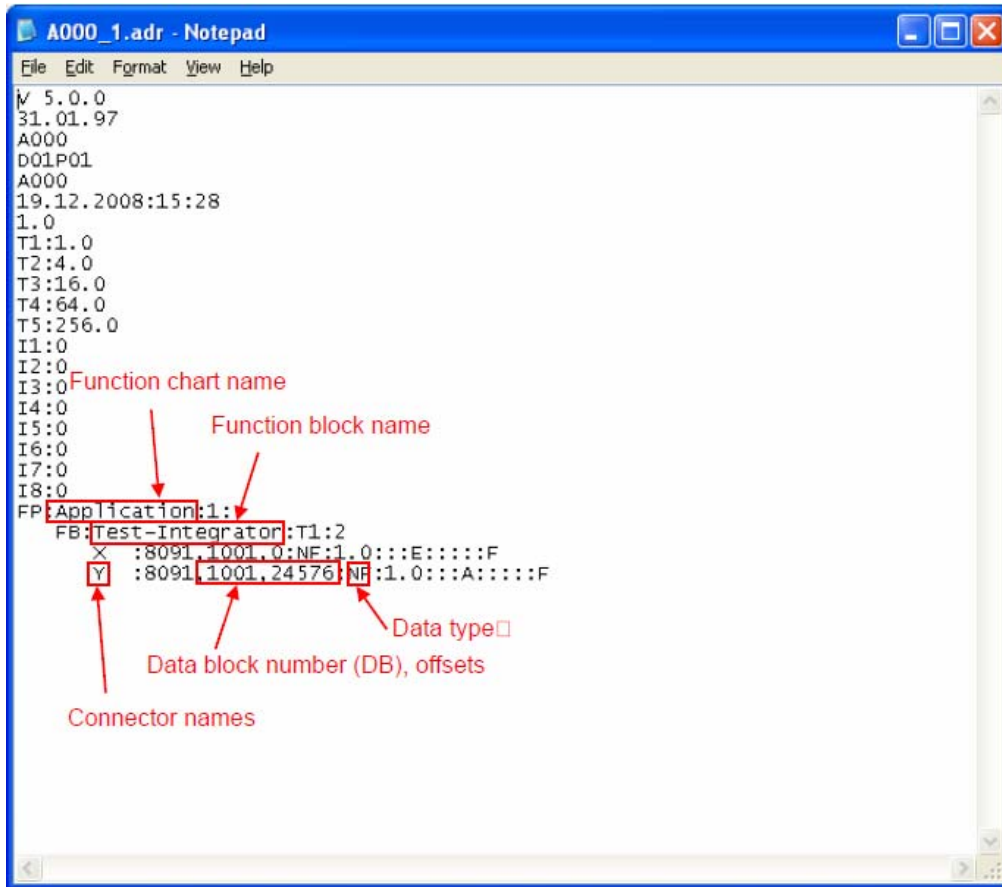 A000_1.adr - Notepad
File Edit Format View Help
V 5.0.0
31.01.97
A000
D01P01
A000
19.12.2008:15:28
1.0
T1:1.0
T2:4.0
T3:16.0
T4:64.0
T5:256.0
I1:0
I2:0
I3:0
Function chart name
I4:0
I5:0
Function block name
I6:0
I7:0
I8:0
FP:Application:1:
FB:Test-Integrator:T1:2
X :8091,1001,0:NF:1.0:::E:::::F
Y :8091,1001,24576:NF:1.0:::A:::::F
Data type
Data block number (DB), offsets
Connector names